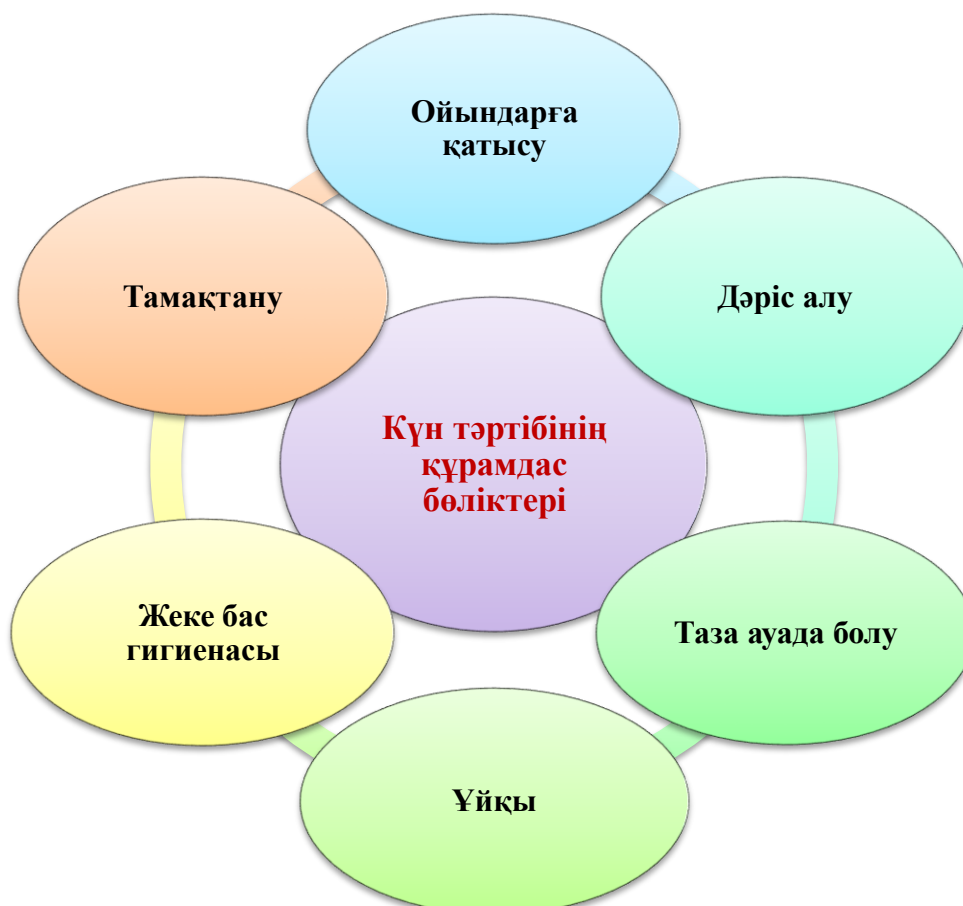 Ойындарға
қатысу
Тамақтану
Дәріс алу
Күн тәртібінің
құрамдас
бөліктері
Жеке бас
гигиенасы
Таза ауада болу
Ұйқы